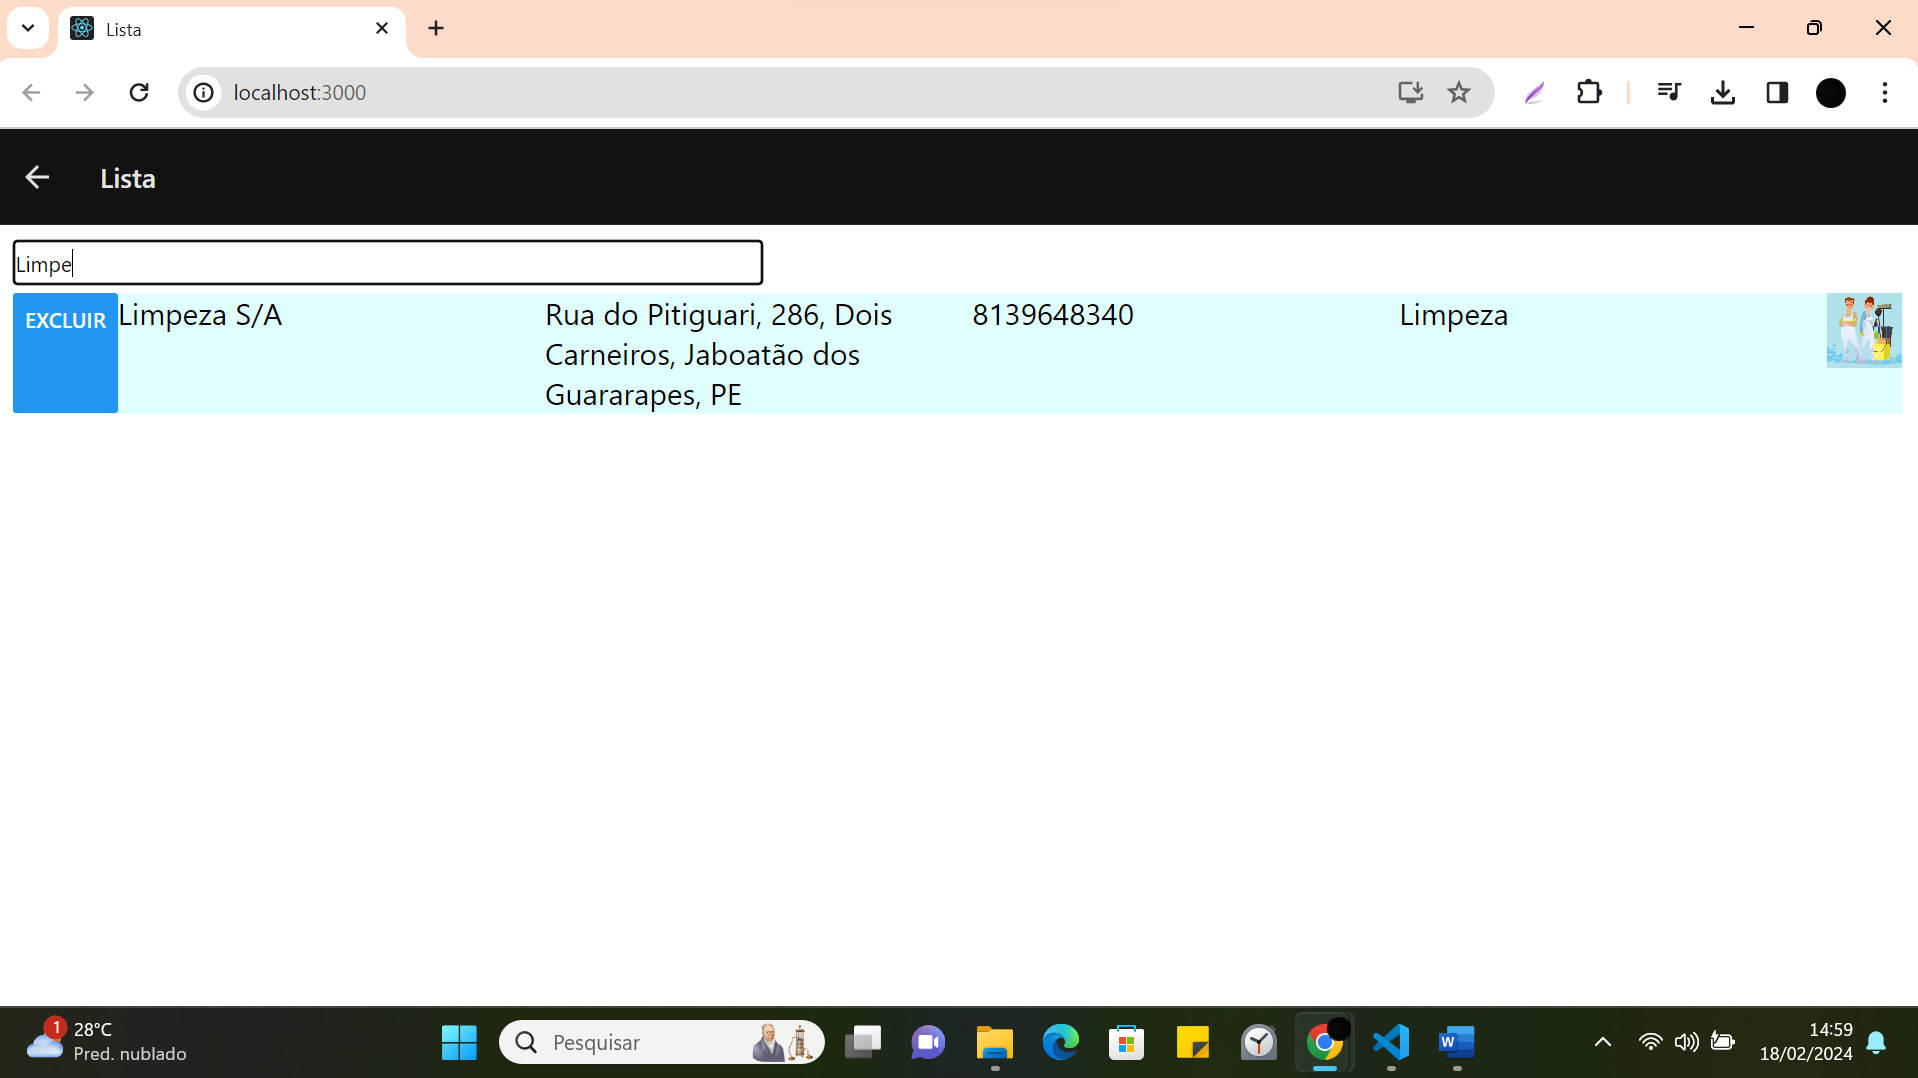 Lista
localhost:3000
Lista
Limpe
EXCLUIR Limpeza S/A Rua do Pitiguari, 286, Dois 8139648340 Limpeza
Carneiros, Jaboatão dos
Guararapes, PE
1
28°C
Pred. nublado
Pesquisar
W
14:59
18/02/2024